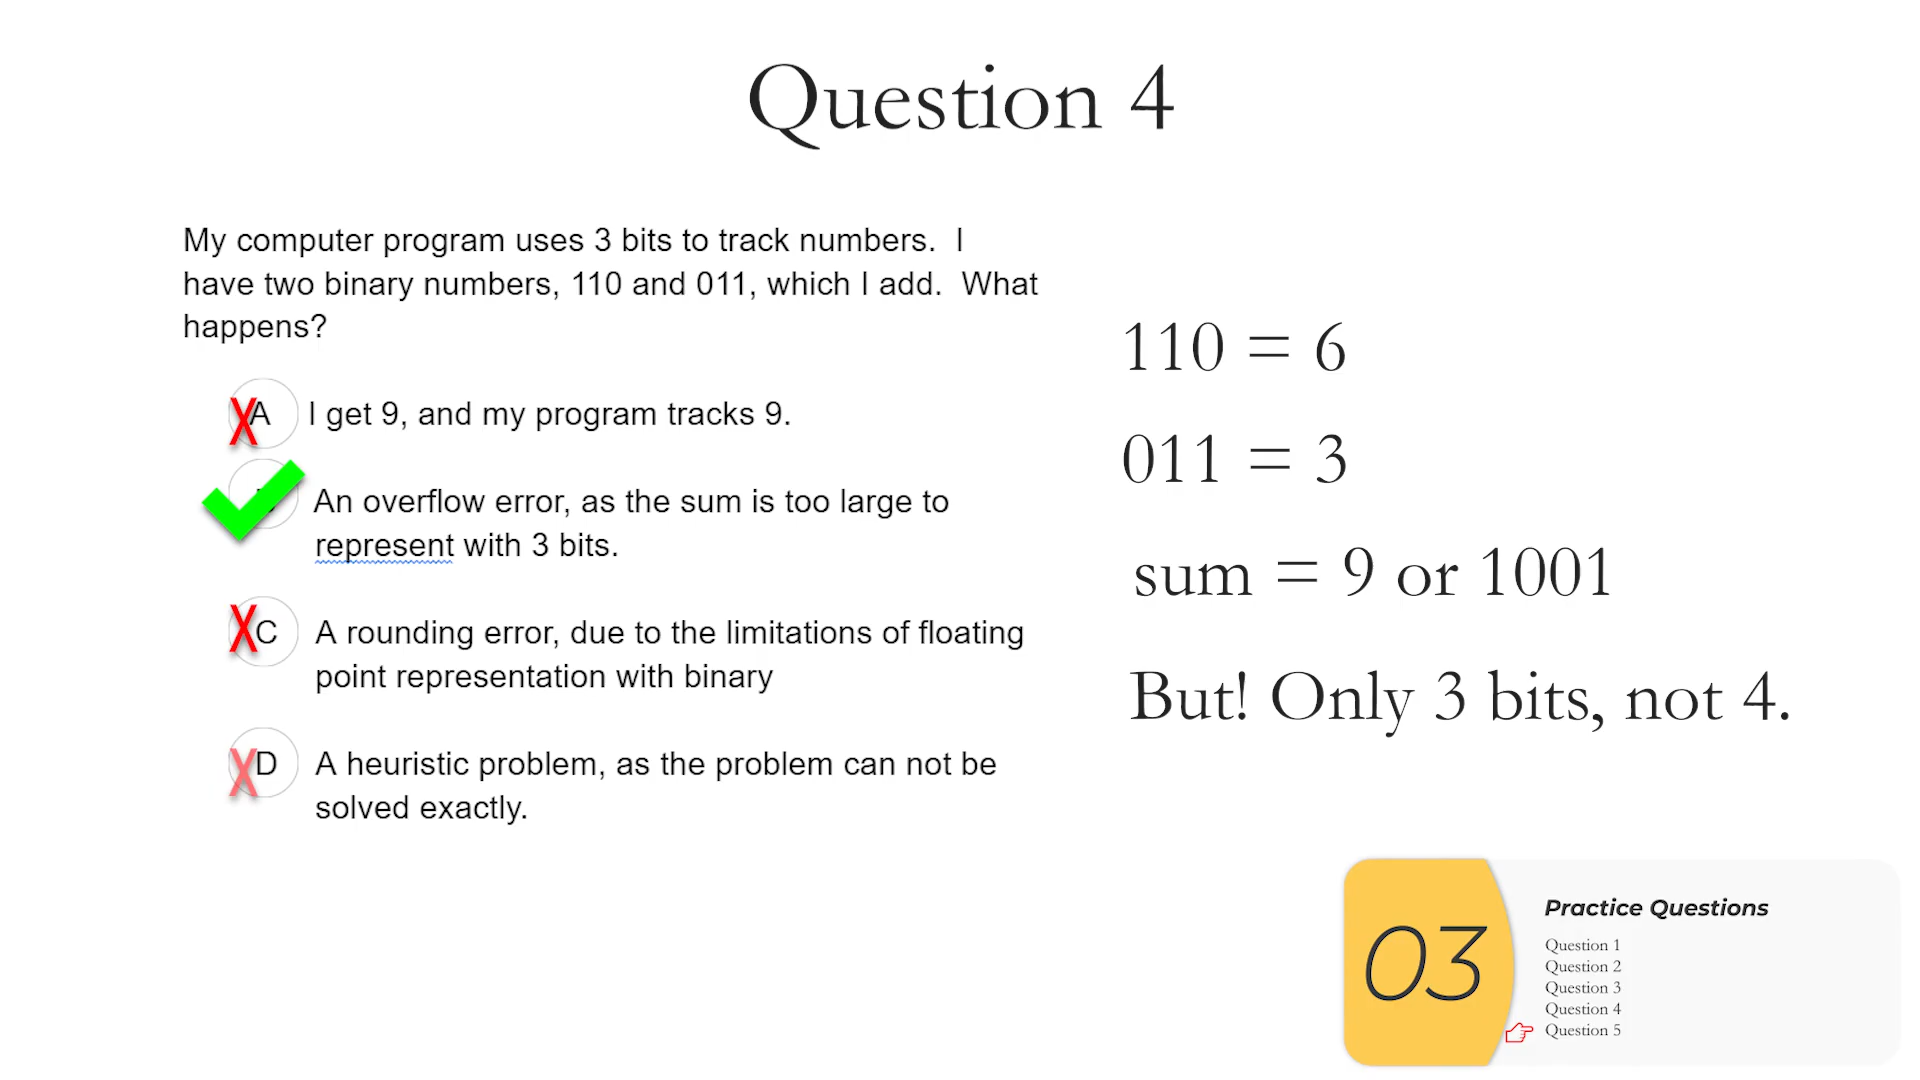 Question 4
My computer program uses 3 bits to track numbers.  I
have two binary numbers, 110 and 011, which I add.  What
happens?
A I get 9, and my program tracks 9.
An overflow error, as the sum is too large to
represent with 3 bits.
C A rounding error, due to the limitations of floating
point representation with binary
D A heuristic problem, as the problem can not be
solved exactly.
110 = 6
011 = 3
sum = 9 or 1001
But! Only 3 bits, not 4.
03
Practice Questions
Question 1
Question 2
Question 3
Question 4
Question 5